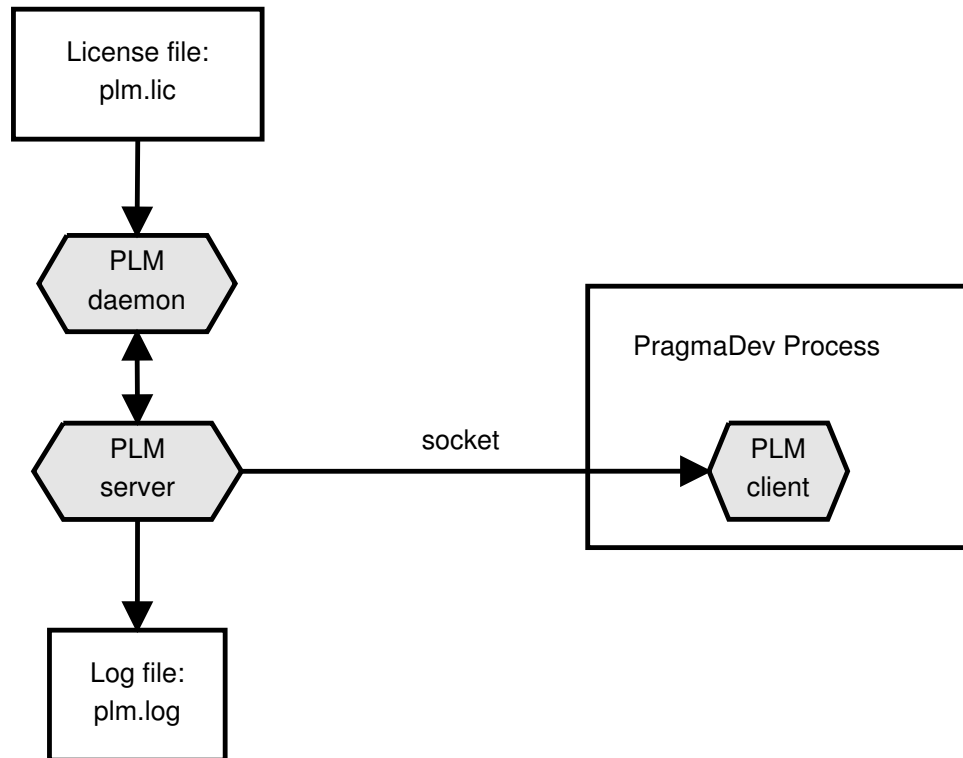 License file:
plm.lic
PLM
daemon
PragmaDev Process
PLM
server
socket
PLM
client
Log file:
plm.log